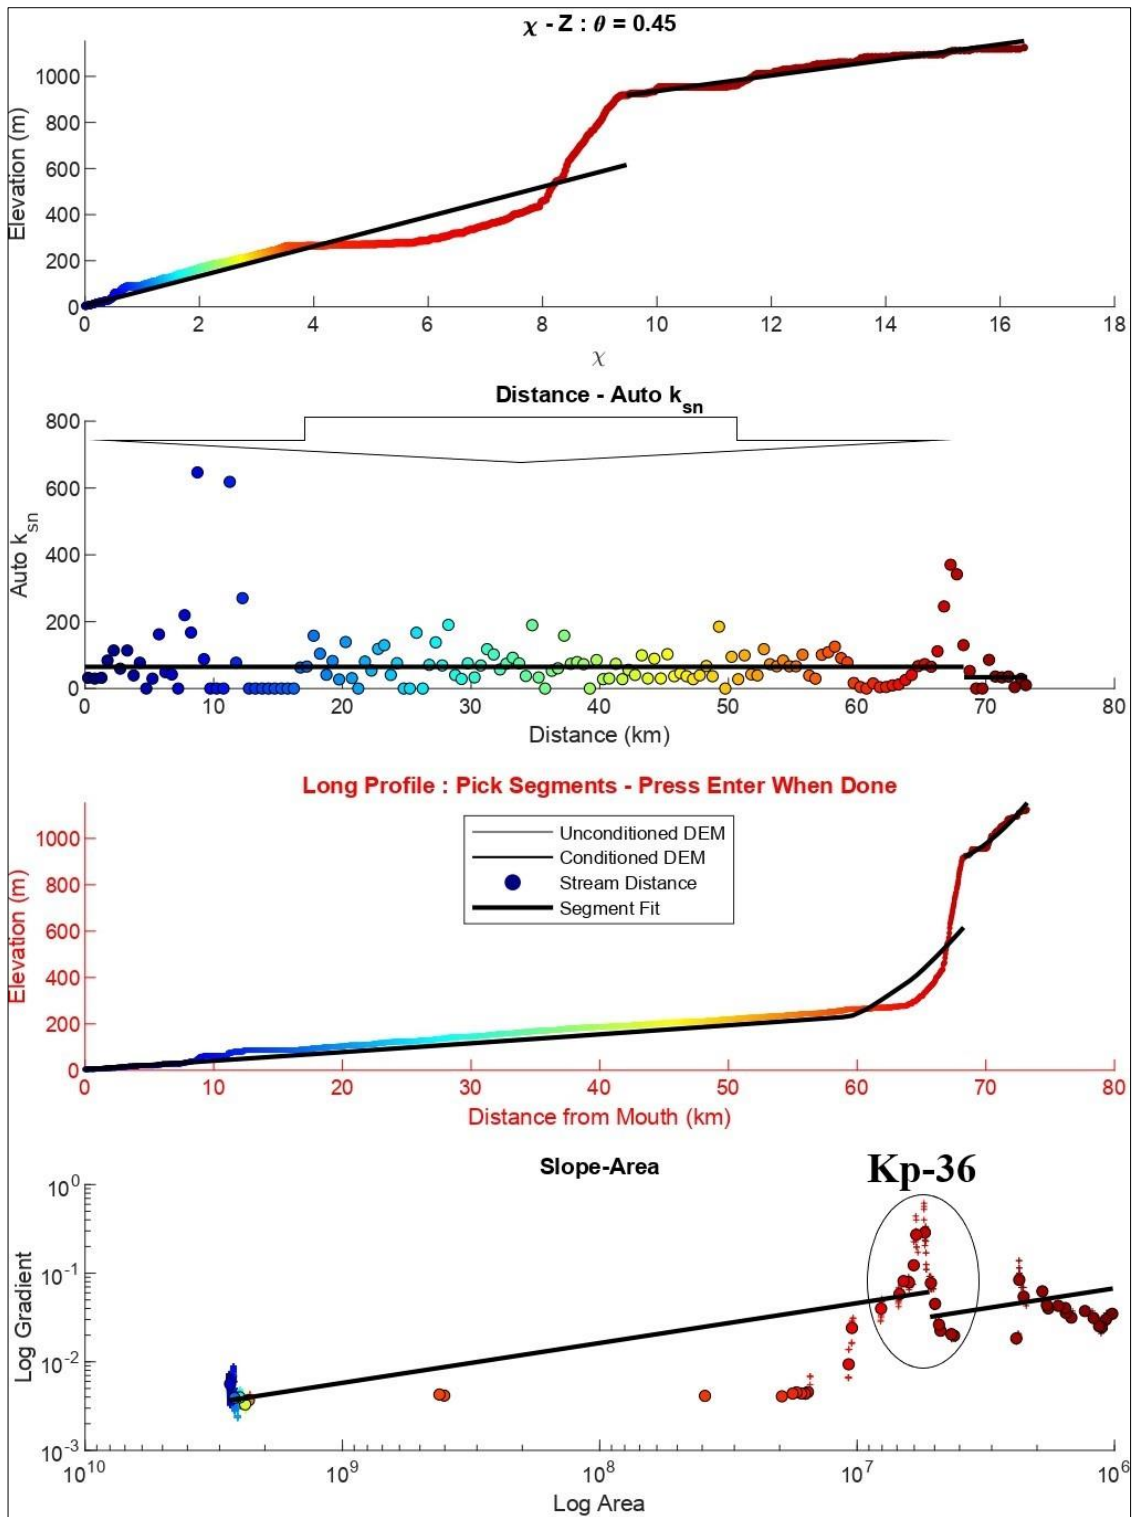 χ - Z : θ = 0.45
Elevation (m)
1000
800
600
400
200
0
0 2 4 6 8 10 12 14 16 18
χ
Distance - Auto k_sn
Auto k_sn
800
600
400
200
0
0 10 20 30 40 50 60 70 80
Distance (km)
Long Profile : Pick Segments - Press Enter When Done
Elevation (m)
1000
800
600
400
200
0
Unconditioned DEM
Conditioned DEM
Stream Distance
Segment Fit
0 10 20 30 40 50 60 70 80
Distance from Mouth (km)
Slope-Area
Kp-36
Log Gradient
10^0
10^-1
10^-2
10^-3
10^10 10^9 10^8 10^7 10^6
Log Area